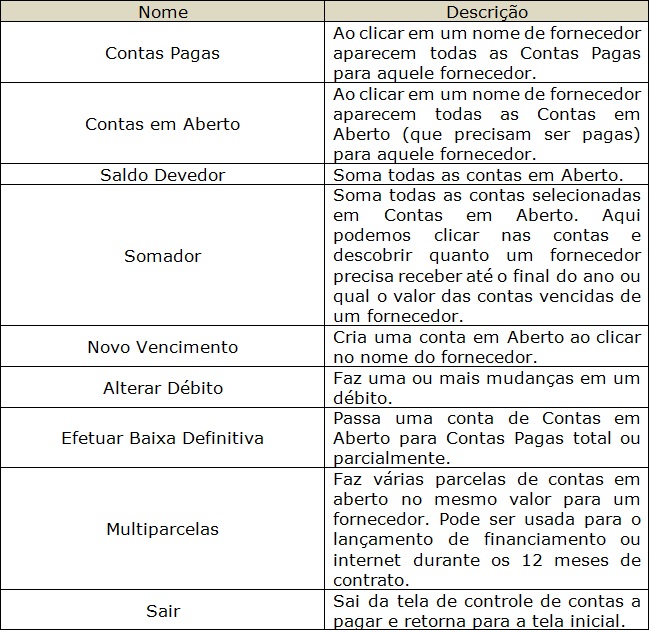 Nome Descrição
Contas Pagas
Ao clicar em um nome de fornecedor
aparecem todas as Contas Pagas
para aquele fornecedor.
Contas em Aberto
Ao clicar em um nome de fornecedor
aparecem todas as Contas em
Aberto (que precisam ser pagas)
para aquele fornecedor.
Saldo Devedor
Soma todas as contas em Aberto.
Somador
Soma todas as contas selecionadas
em Contas em Aberto. Aqui
podemos clicar nas contas e
descobrir quanto um fornecedor
precisa receber até o final do ano ou
qual o valor das contas vencidas de
um fornecedor.
Novo Vencimento
Cria uma conta em Aberto ao clicar
no nome do fornecedor.
Alterar Débito
Faz uma ou mais mudanças em um
débito.
Efetuar Baixa Definitiva
Passa uma conta de Contas em
Aberto para Contas Pagas total ou
parcialmente.
Multiparcelas
Faz várias parcelas de contas em
aberto no mesmo valor para um
fornecedor. Pode ser usada para o
lançamento de financiamento ou
internet durante os 12 meses de
contrato.
Sair
Sai da tela de controle de contas a
pagar e retorna para a tela inicial.